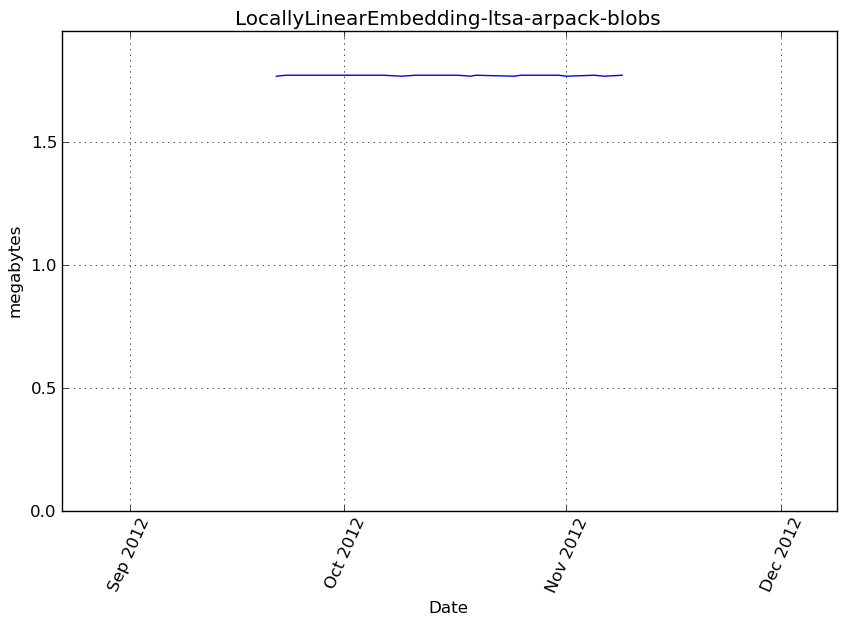 LocallyLinearEmbedding-ltsa-arpack-blobs
megabytes
1.5
1.0
0.5
0.0
Sep 2012
Oct 2012
Nov 2012
Dec 2012
Date